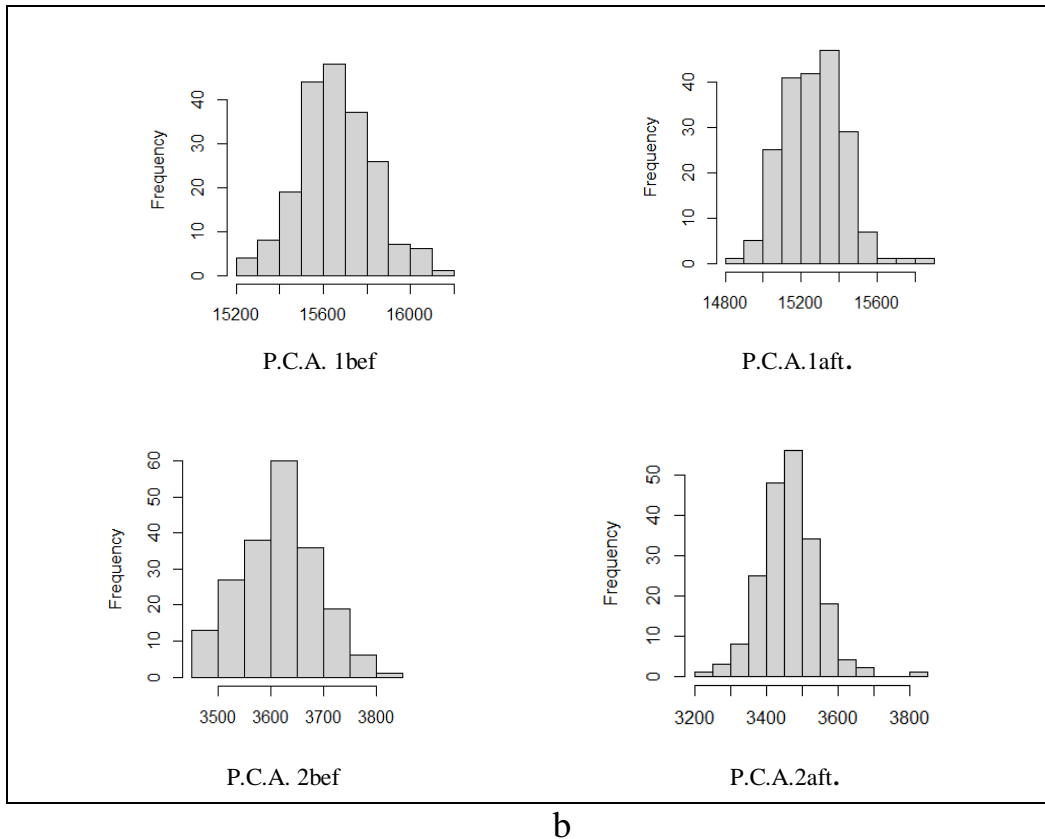 Frequency
0 10 20 30 40
15200 15600 16000
P.C.A. 1bef
Frequency
0 10 20 30 40
14800 15200 15600
P.C.A.1aft.
Frequency
0 10 20 30 40 50 60
3500 3600 3700 3800
P.C.A. 2bef
Frequency
0 10 20 30 40 50
3200 3400 3600 3800
P.C.A.2aft.
b